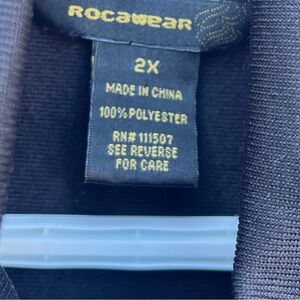 ROCAWEAR
2X
MADE IN CHINA
100% POLYESTER
RN# 111507
SEE REVERSE
FOR CARE